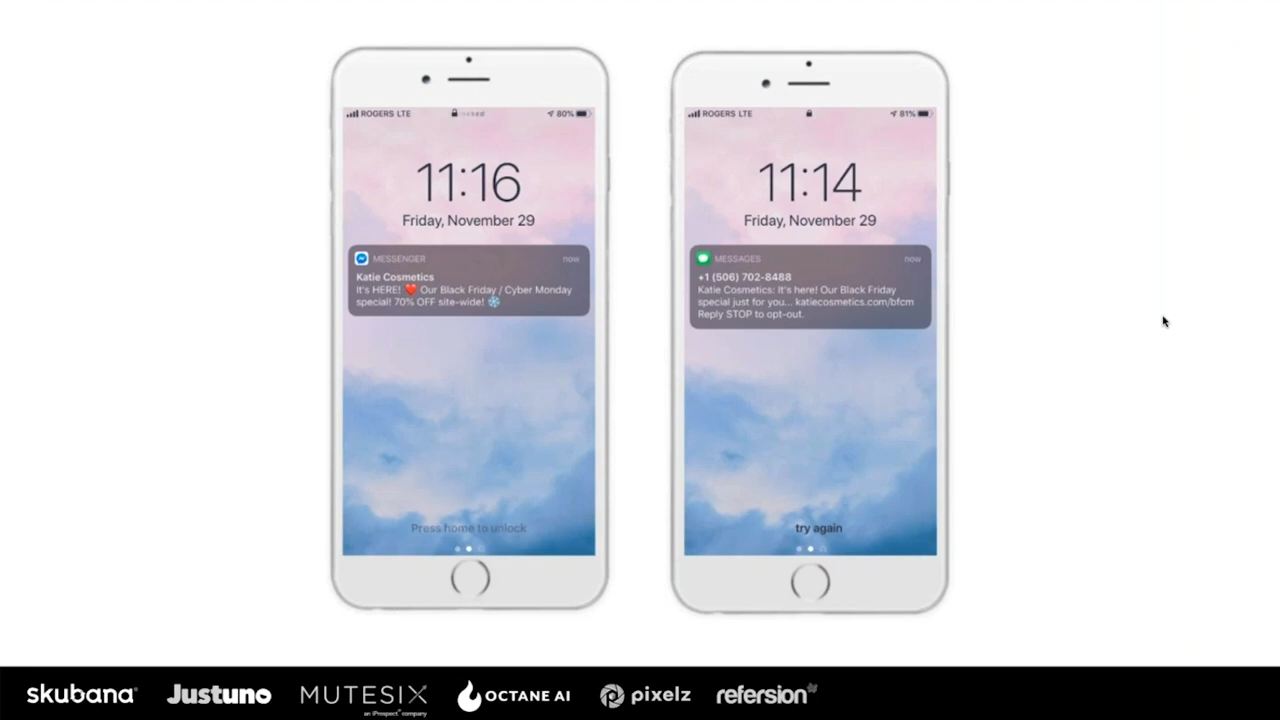 ROGERS LTE
80%
11:16
Friday, November 29
MESSENGER
now
Katie Cosmetics
It's HERE! ❤️ Our Black Friday / Cyber Monday
special! 70% OFF site-wide! ❄️
Press home to unlock
ROGERS LTE
81%
11:14
Friday, November 29
MESSAGES
now
+1 (506) 702-8488
Katie Cosmetics: It's here! Our Black Friday
special just for you... katiecosmetics.com/bfcm
Reply STOP to opt-out.
try again
skubana
Justuno
MUTESIX
an iProspect company
OCTANE AI
pixelz
refersion